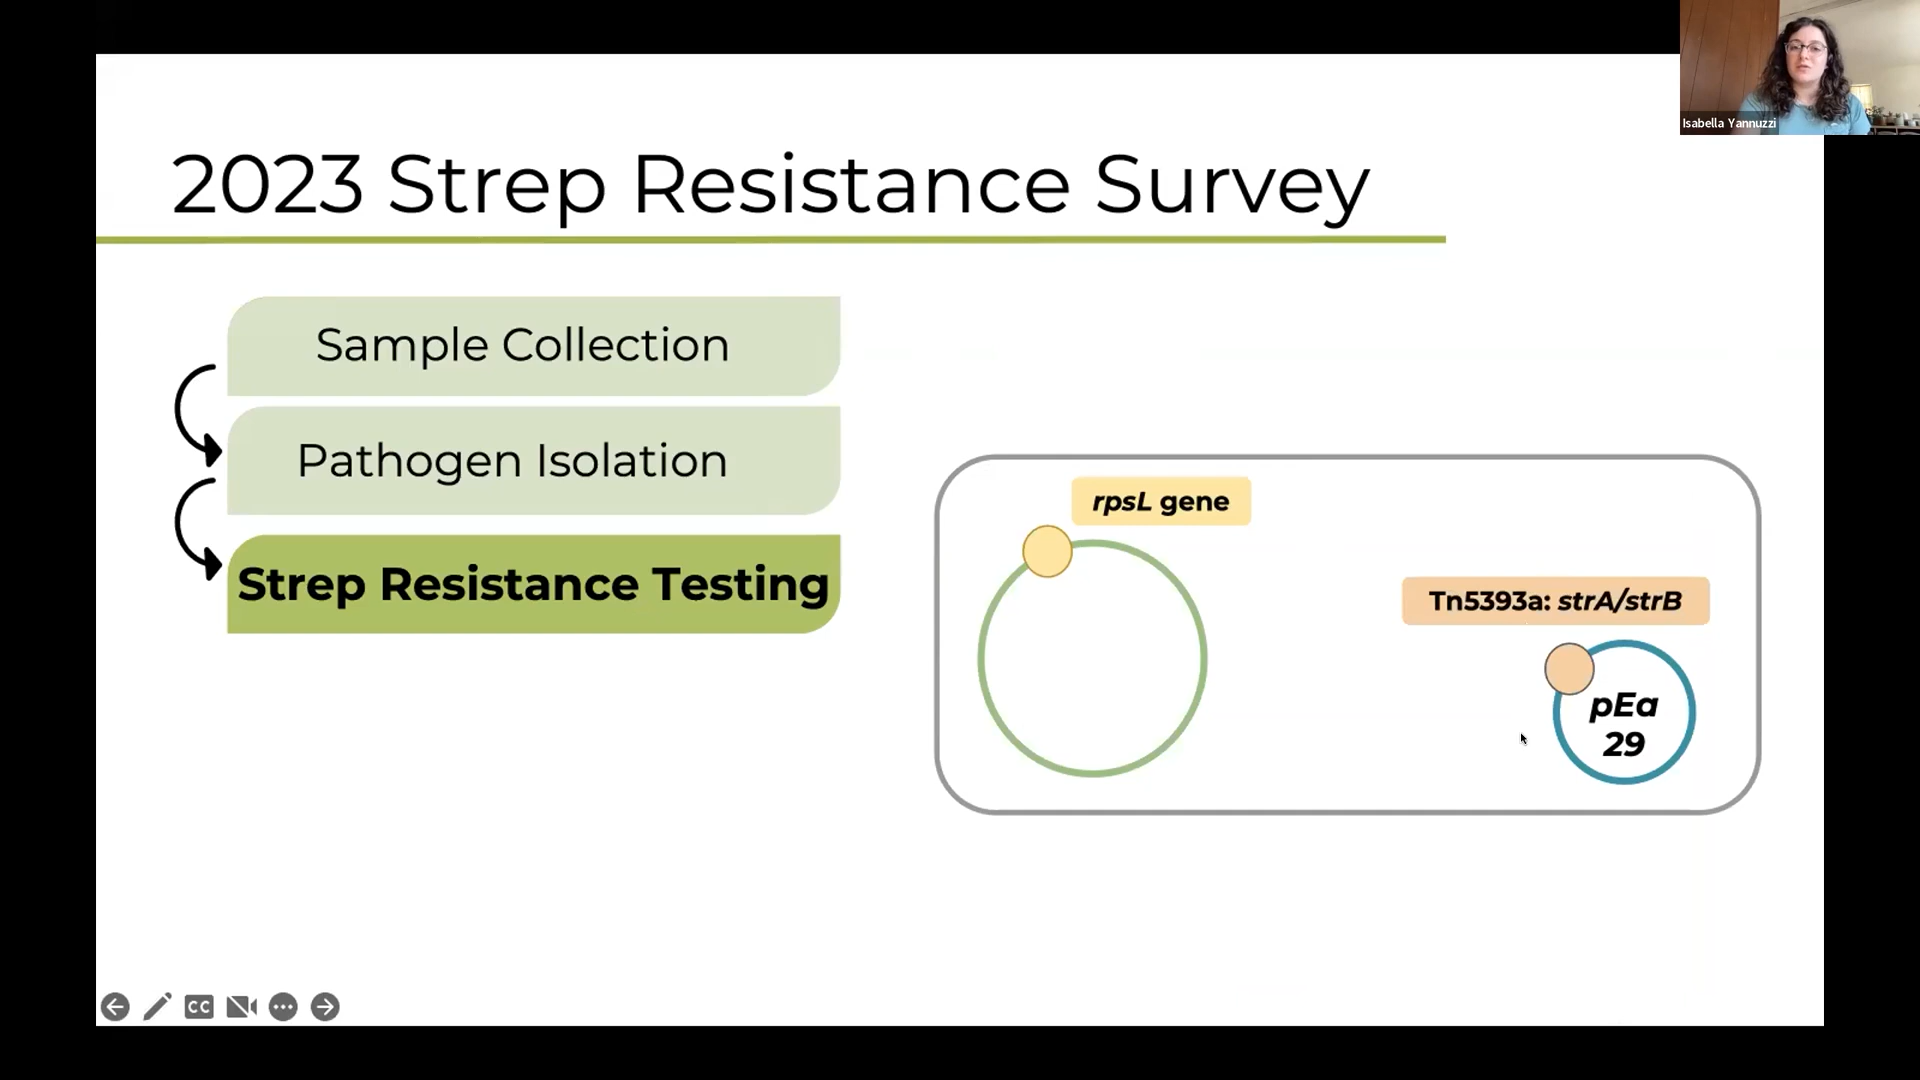 Isabella Yannuzzi
2023 Strep Resistance Survey
Sample Collection
Pathogen Isolation
Strep Resistance Testing
rpsL gene
Tn5393a: strA/strB
pEa
29
CC